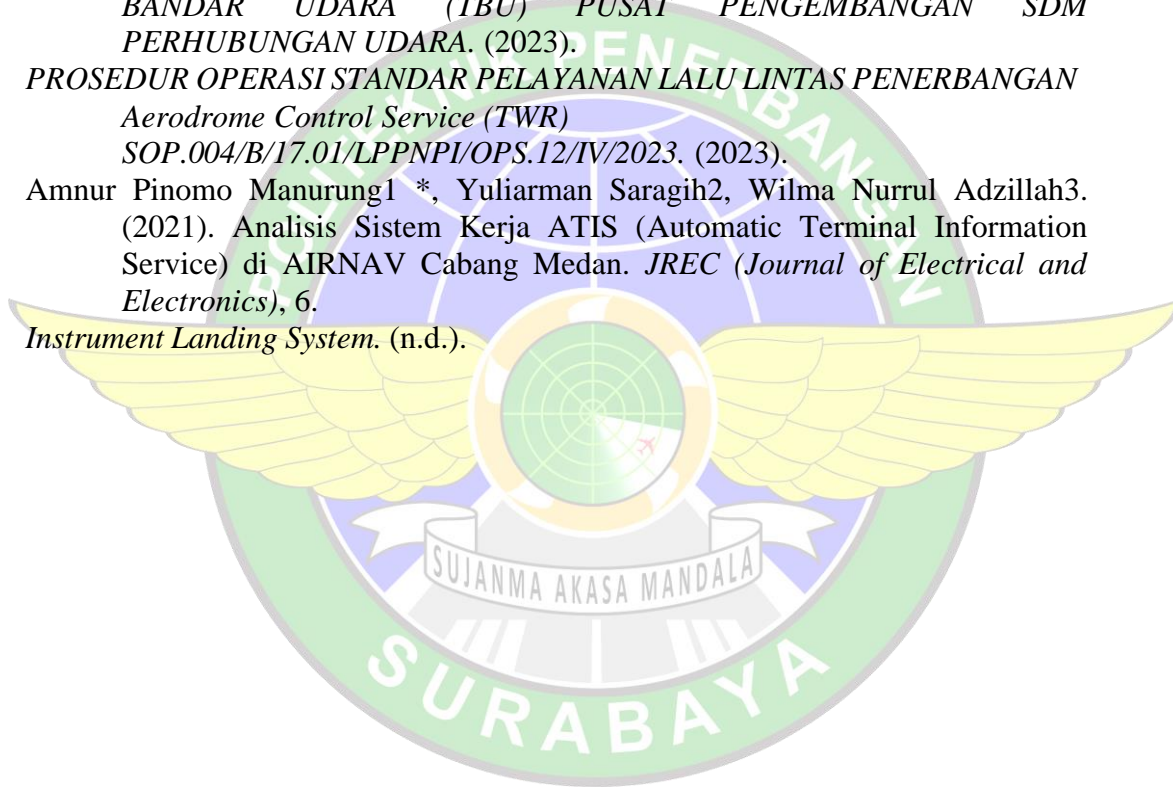 BANDAR UDARA (TBU) PUSAT PENGEMBANGAN SDM
PERHUBUNGAN UDARA. (2023).
PROSEDUR OPERASI STANDAR PELAYANAN LALU LINTAS PENERBANGAN
Aerodrome Control Service (TWR)
SOP.004/B/17.01/LPPNPI/OPS.12/IV/2023. (2023).
Amnur Pinomo Manurung1 *, Yuliarman Saragih2, Wilma Nurrul Adzillah3.
(2021). Analisis Sistem Kerja ATIS (Automatic Terminal Information
Service) di AIRNAV Cabang Medan. JREC (Journal of Electrical and
Electronics), 6.
Instrument Landing System. (n.d.).
POLITEKNIK PENERBANGAN
SUJANMA AKASA MANDALA
SURABAYA